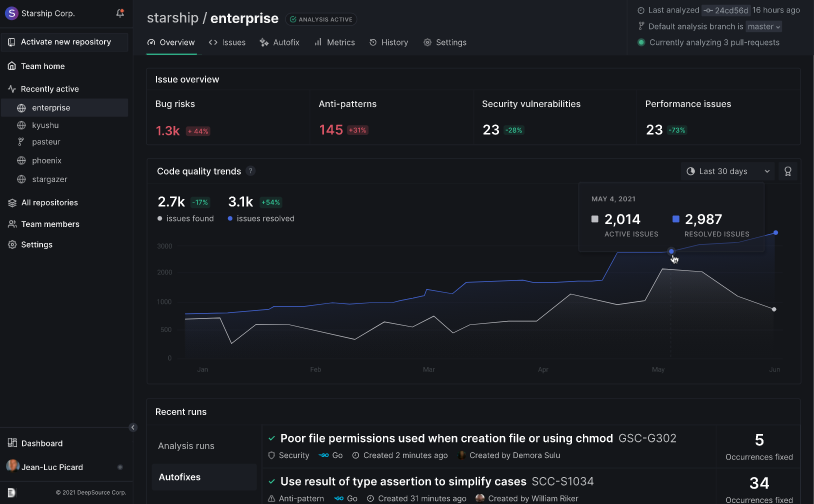 S Starship Corp.
Activate new repository
Team home
Recently active
enterprise
kyushu
pasteur
phoenix
stargazer
All repositories
Team members
Settings
Dashboard
Jean-Luc Picard
© 2021 DeepSource Corp.
starship / enterprise ANALYSIS ACTIVE
Last analyzed 24cd56d 16 hours ago
Default analysis branch is master
Currently analyzing 3 pull-requests
Overview Issues Autofix Metrics History Settings
Issue overview
Bug risks Anti-patterns Security vulnerabilities Performance issues
1.3k + 44% 145 +31% 23 -28% 23 -73%
Code quality trends ? Last 30 days
2.7k -17% 3.1k +54%
issues found issues resolved
MAY 4, 2021
2,014 2,987
ACTIVE ISSUES RESOLVED ISSUES
3000
2000
1000
500
0
Jan Feb Mar Apr May Jun
Recent runs
Analysis runs
Autofixes
Poor file permissions used when creation file or using chmod GSC-G302
Security Go Created 2 minutes ago Created by Demora Sulu
5
Occurrences fixed
Use result of type assertion to simplify cases SCC-S1034
Anti-pattern Go Created 31 minutes ago Created by William Riker
34
Occurrences fixed